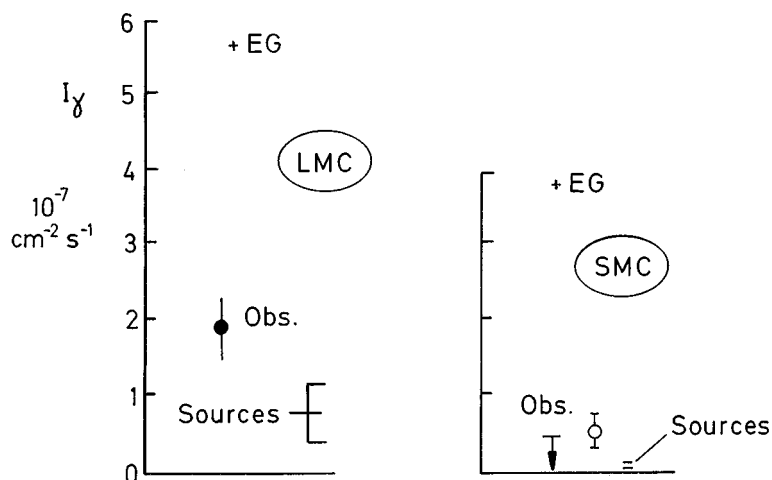 6
+ EG
Iγ
5
LMC
4
+ EG
10⁻⁷
cm⁻² s⁻¹
3
SMC
2
Obs.
1
Obs.
Sources
Sources
0